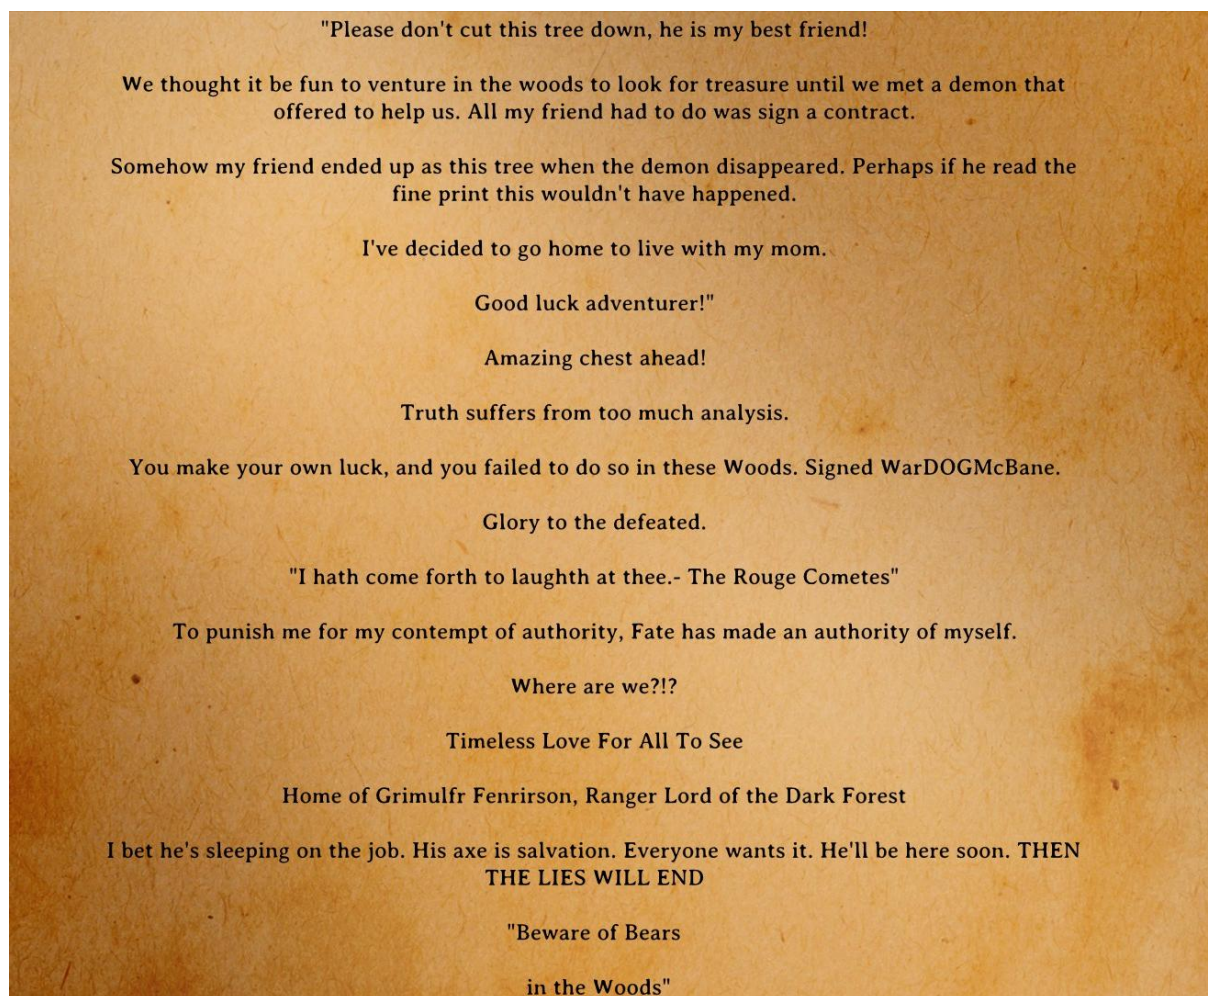 "Please don't cut this tree down, he is my best friend!
We thought it be fun to venture in the woods to look for treasure until we met a demon that
offered to help us. All my friend had to do was sign a contract.
Somehow my friend ended up as this tree when the demon disappeared. Perhaps if he read the
fine print this wouldn't have happened.
I've decided to go home to live with my mom.
Good luck adventurer!"
Amazing chest ahead!
Truth suffers from too much analysis.
You make your own luck, and you failed to do so in these Woods. Signed WarDOGMcBane.
Glory to the defeated.
"I hath come forth to laughth at thee.- The Rouge Cometes"
To punish me for my contempt of authority, Fate has made an authority of myself.
Where are we?!?
Timeless Love For All To See
Home of Grimulfr Fenrirson, Ranger Lord of the Dark Forest
I bet he's sleeping on the job. His axe is salvation. Everyone wants it. He'll be here soon. THEN
THE LIES WILL END
"Beware of Bears
in the Woods"